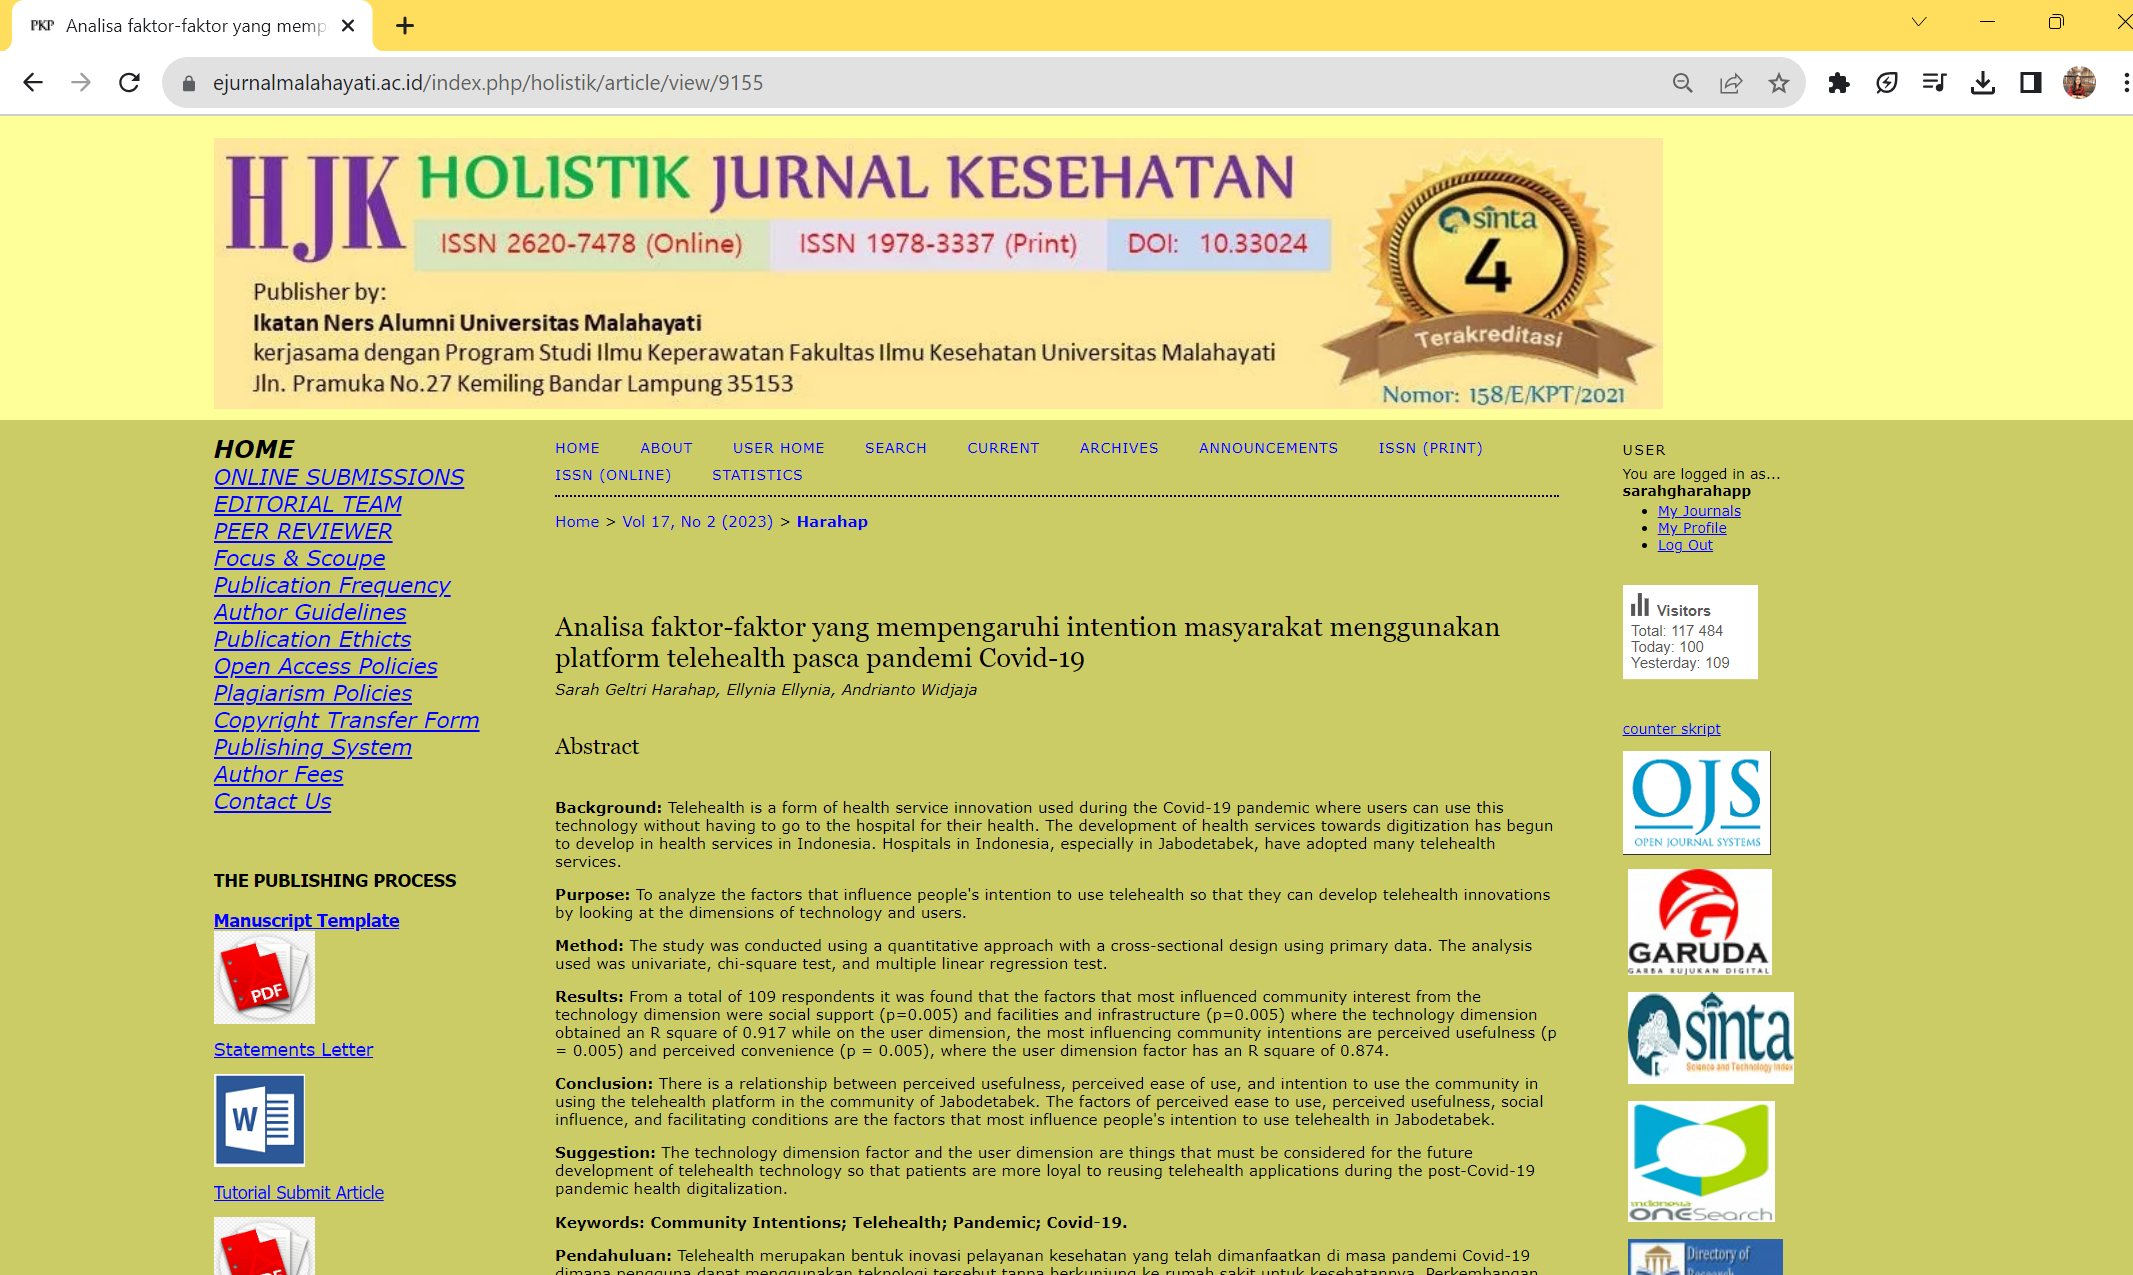 PKP Analisa faktor-faktor yang memp
ejurnalmalahayati.ac.id/index.php/holistik/article/view/9155
HJK HOLISTIK JURNAL KESEHATAN
ISSN 2620-7478 (Online) ISSN 1978-3337 (Print) DOI: 10.33024
Publisher by:
Ikatan Ners Alumni Universitas Malahayati
kerjasama dengan Program Studi Ilmu Keperawatan Fakultas Ilmu Kesehatan Universitas Malahayati
Jln. Pramuka No.27 Kemiling Bandar Lampung 35153
sinta
4
Terakreditasi
Nomor: 158/E/KPT/2021
HOME
ONLINE SUBMISSIONS
EDITORIAL TEAM
PEER REVIEWER
Focus & Scoupe
Publication Frequency
Author Guidelines
Publication Ethicts
Open Access Policies
Plagiarism Policies
Copyright Transfer Form
Publishing System
Author Fees
Contact Us
THE PUBLISHING PROCESS
Manuscript Template
PDF
Statements Letter
W
Tutorial Submit Article
HOME ABOUT USER HOME SEARCH CURRENT ARCHIVES ANNOUNCEMENTS ISSN (PRINT)
ISSN (ONLINE) STATISTICS
Home > Vol 17, No 2 (2023) > Harahap
Analisa faktor-faktor yang mempengaruhi intention masyarakat menggunakan
platform telehealth pasca pandemi Covid-19
Sarah Geltri Harahap, Ellynia Ellynia, Andrianto Widjaja
Abstract
Background: Telehealth is a form of health service innovation used during the Covid-19 pandemic where users can use this
technology without having to go to the hospital for their health. The development of health services towards digitization has begun
to develop in health services in Indonesia. Hospitals in Indonesia, especially in Jabodetabek, have adopted many telehealth
services.
Purpose: To analyze the factors that influence people's intention to use telehealth so that they can develop telehealth innovations
by looking at the dimensions of technology and users.
Method: The study was conducted using a quantitative approach with a cross-sectional design using primary data. The analysis
used was univariate, chi-square test, and multiple linear regression test.
Results: From a total of 109 respondents it was found that the factors that most influenced community interest from the
technology dimension were social support (p=0.005) and facilities and infrastructure (p=0.005) where the technology dimension
obtained an R square of 0.917 while on the user dimension, the most influencing community intentions are perceived usefulness (p
= 0.005) and perceived convenience (p = 0.005), where the user dimension factor has an R square of 0.874.
Conclusion: There is a relationship between perceived usefulness, perceived ease of use, and intention to use the community in
using the telehealth platform in the community of Jabodetabek. The factors of perceived ease to use, perceived usefulness, social
influence, and facilitating conditions are the factors that most influence people's intention to use telehealth in Jabodetabek.
Suggestion: The technology dimension factor and the user dimension are things that must be considered for the future
development of telehealth technology so that patients are more loyal to reusing telehealth applications during the post-Covid-19
pandemic health digitalization.
Keywords: Community Intentions; Telehealth; Pandemic; Covid-19.
Pendahuluan: Telehealth merupakan bentuk inovasi pelayanan kesehatan yang telah dimanfaatkan di masa pandemi Covid-19
dimana pengguna dapat menggunakan teknologi tersebut tanpa berkunjung ke rumah sakit untuk kesehatannya. Perkembangan
USER
You are logged in as...
sarahgharahapp
My Journals
My Profile
Log Out
Visitors
Total: 117 484
Today: 100
Yesterday: 109
counter skript
OJS
OPEN JOURNAL SYSTEMS
GARUDA
GARBA RUJUKAN DIGITAL
sinta
Science and Technology Index
indonesia
ONESearch
Directory of